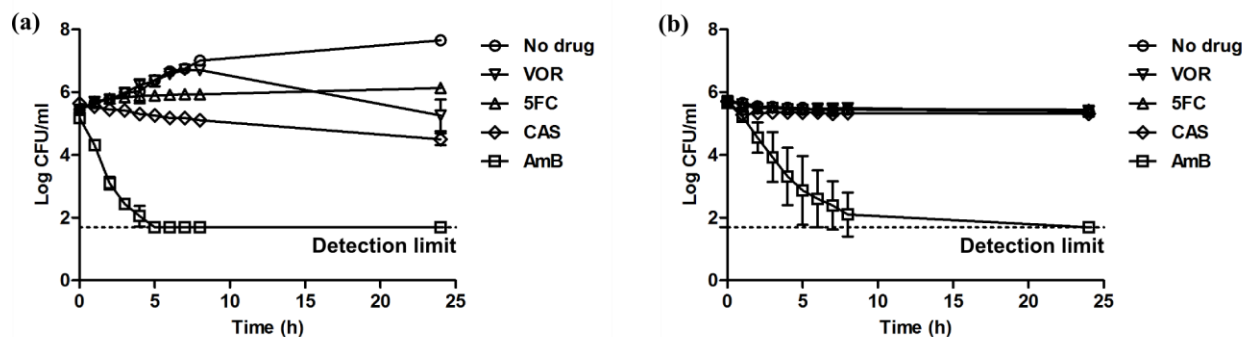 (a)
Log CFU/ml
8
6
4
2
0
0 5 10 15 20 25
Time (h)
Detection limit
No drug
VOR
5FC
CAS
AmB
(b)
Log CFU/ml
8
6
4
2
0
0 5 10 15 20 25
Time (h)
Detection limit
No drug
VOR
5FC
CAS
AmB